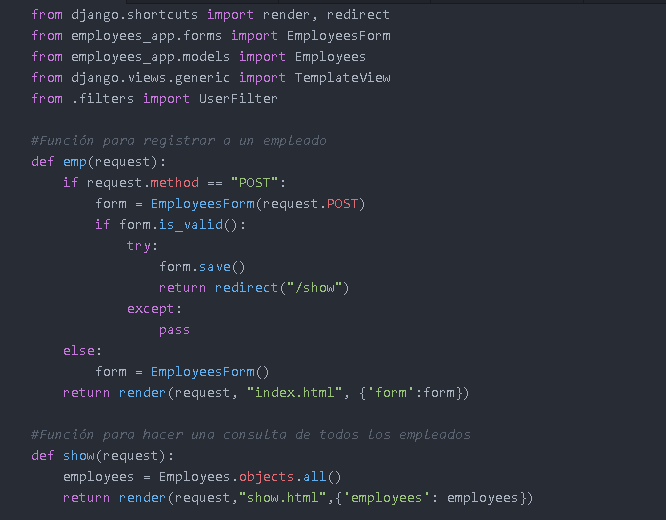 from django.shortcuts import render, redirect
from employees_app.forms import EmployeesForm
from employees_app.models import Employees
from django.views.generic import TemplateView
from .filters import UserFilter

#Función para registrar a un empleado
def emp(request):
    if request.method == "POST":
        form = EmployeesForm(request.POST)
        if form.is_valid():
            try:
                form.save()
                return redirect("/show")
            except:
                pass
    else:
        form = EmployeesForm()
    return render(request, "index.html", {'form':form})

#Función para hacer una consulta de todos los empleados
def show(request):
    employees = Employees.objects.all()
    return render(request,"show.html",{'employees': employees})